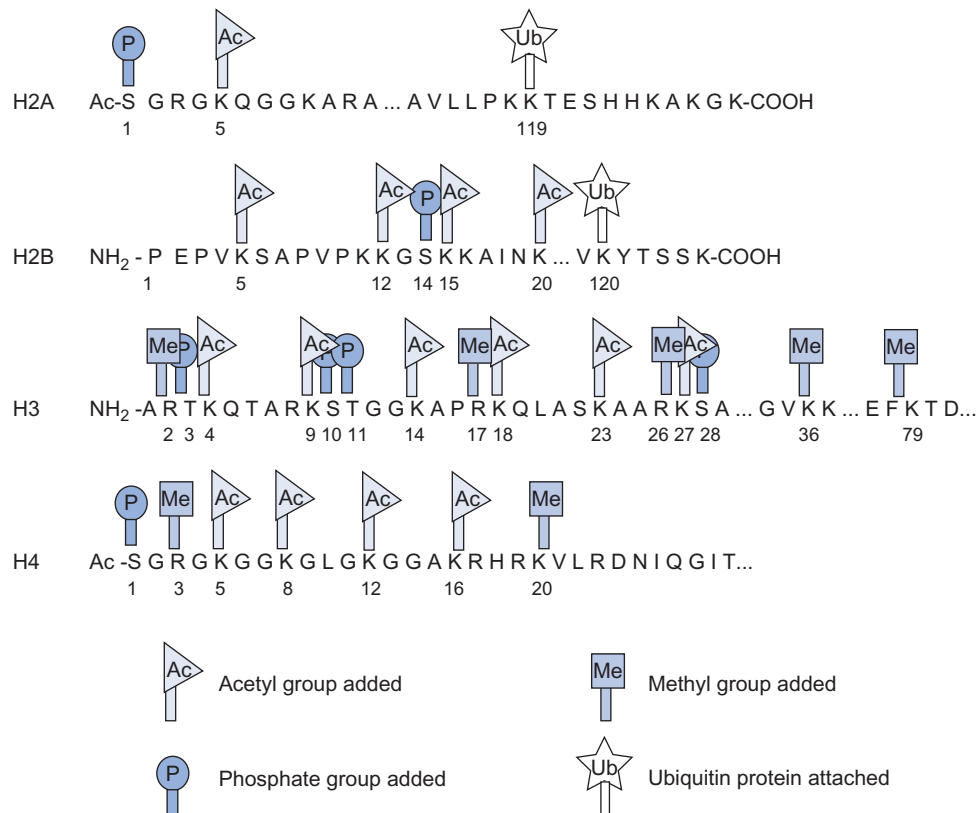 P Ac Ub
H2A Ac-S G R G K Q G G K A R A ... A V L L P K K T E S H H K A K G K-COOH
1 5 119
Ac Ac P Ac Ac Ub
H2B NH2 - P E P V K S A P V P K K G S K K A I N K ... V K Y T S S K-COOH
1 5 12 14 15 20 120
Me P Ac Ac P P Ac Me Ac Ac Me Ac P Me Me
H3 NH2 -A R T K Q T A R K S T G G K A P R K Q L A S K A A R K S A ... G V K K ... E F K T D...
2 3 4 9 10 11 14 17 18 23 26 27 28 36 79
P Me Ac Ac Ac Ac Me
H4 Ac -S G R G K G G K G L G K G G A K R H R K V L R D N I Q G I T...
1 3 5 8 12 16 20
Ac Acetyl group added Me Methyl group added
P Phosphate group added Ub Ubiquitin protein attached